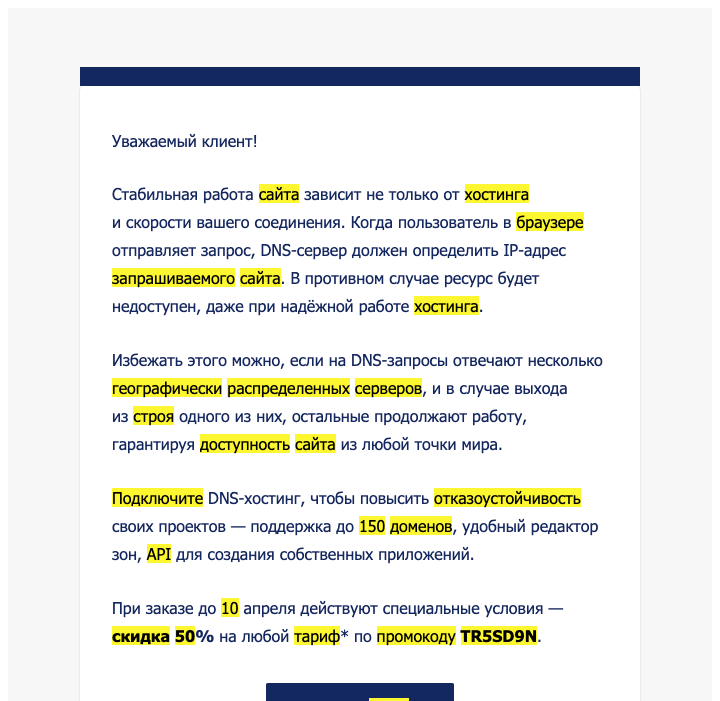 Уважаемый клиент!
Стабильная работа сайта зависит не только от хостинга
и скорости вашего соединения. Когда пользователь в браузере
отправляет запрос, DNS-сервер должен определить IP-адрес
запрашиваемого сайта. В противном случае ресурс будет
недоступен, даже при надёжной работе хостинга.
Избежать этого можно, если на DNS-запросы отвечают несколько
географически распределенных серверов, и в случае выхода
из строя одного из них, остальные продолжают работу,
гарантируя доступность сайта из любой точки мира.
Подключите DNS-хостинг, чтобы повысить отказоустойчивость
своих проектов — поддержка до 150 доменов, удобный редактор
зон, API для создания собственных приложений.
При заказе до 10 апреля действуют специальные условия —
скидка 50% на любой тариф* по промокоду TR5SD9N.